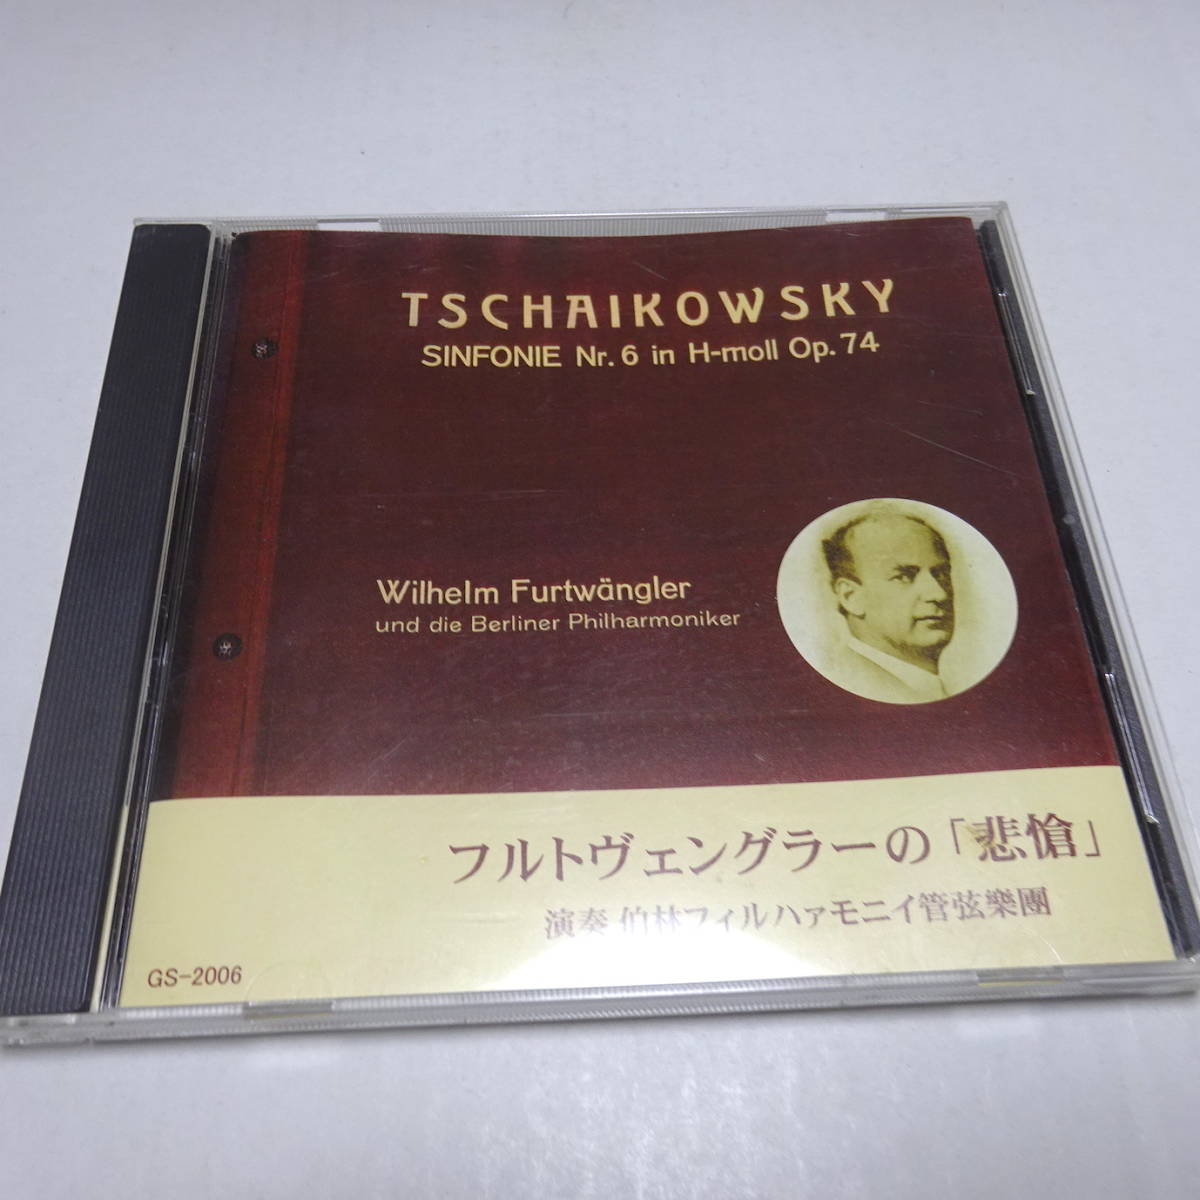 TSCHAIKOWSKY
SINFONIE Nr. 6 in H-moll Op. 74
Wilhelm Furtwängler
und die Berliner Philharmoniker
フルトヴェングラーの「悲愴」
演奏 伯林フィルハァモニイ管弦樂團
GS-2006